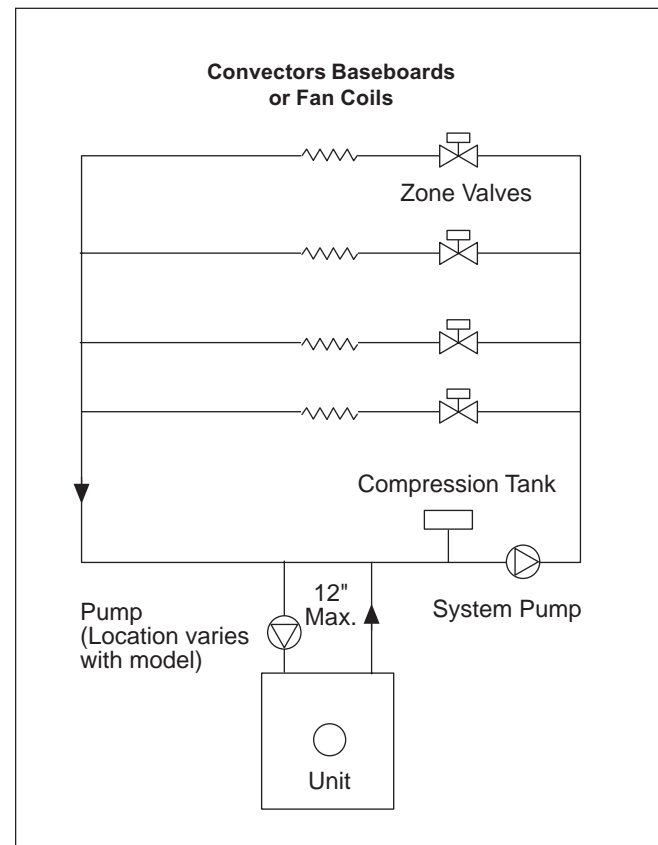 Convectors Baseboards
or Fan Coils
Zone Valves
Compression Tank
12"
Max.
System Pump
Pump
(Location varies
with model)
Unit